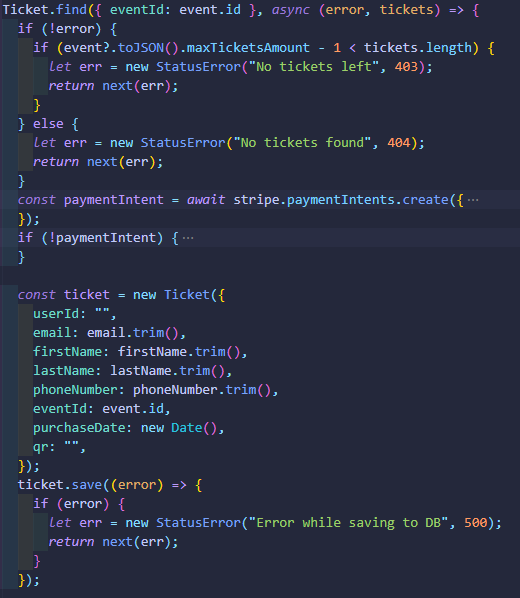 Ticket.find({ eventId: event.id }, async (error, tickets) => {
  if (!error) {
    if (event?.toJSON().maxTicketsAmount - 1 < tickets.length) {
      let err = new StatusError("No tickets left", 403);
      return next(err);
    }
  } else {
    let err = new StatusError("No tickets found", 404);
    return next(err);
  }
  const paymentIntent = await stripe.paymentIntents.create({ ···
  });
  if (!paymentIntent) { ···
  }

  const ticket = new Ticket({
    userId: "",
    email: email.trim(),
    firstName: firstName.trim(),
    lastName: lastName.trim(),
    phoneNumber: phoneNumber.trim(),
    eventId: event.id,
    purchaseDate: new Date(),
    qr: "",
  });
  ticket.save((error) => {
    if (error) {
      let err = new StatusError("Error while saving to DB", 500);
      return next(err);
    }
  });